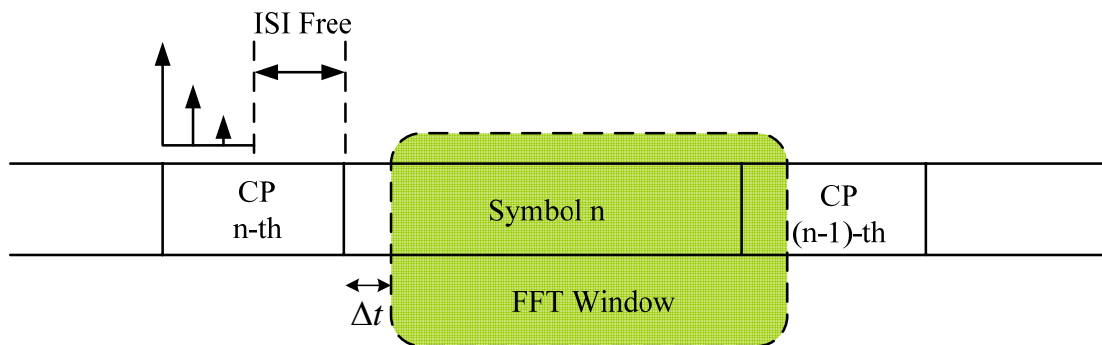 ISI Free
CP
n-th
Symbol n
CP
(n-1)-th
Δt
FFT Window